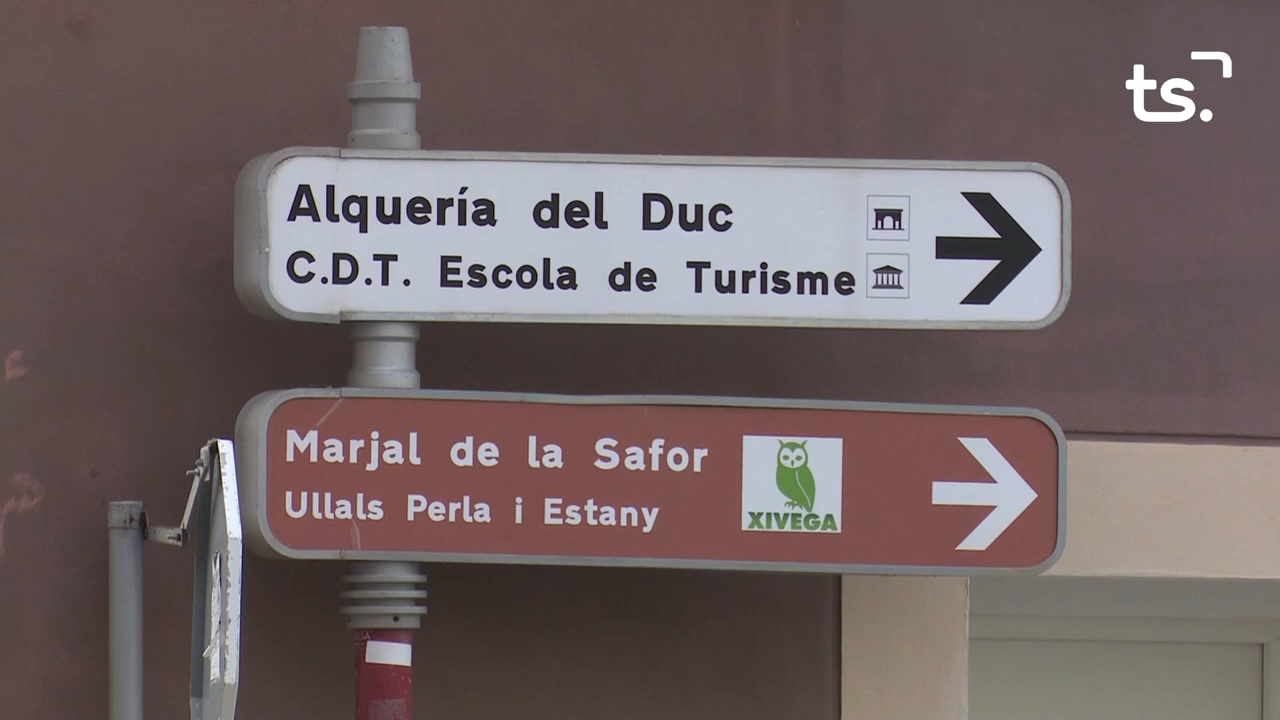 ts.
Alquería del Duc
C.D.T. Escola de Turisme
Marjal de la Safor
Ullals Perla i Estany
XIVEGA